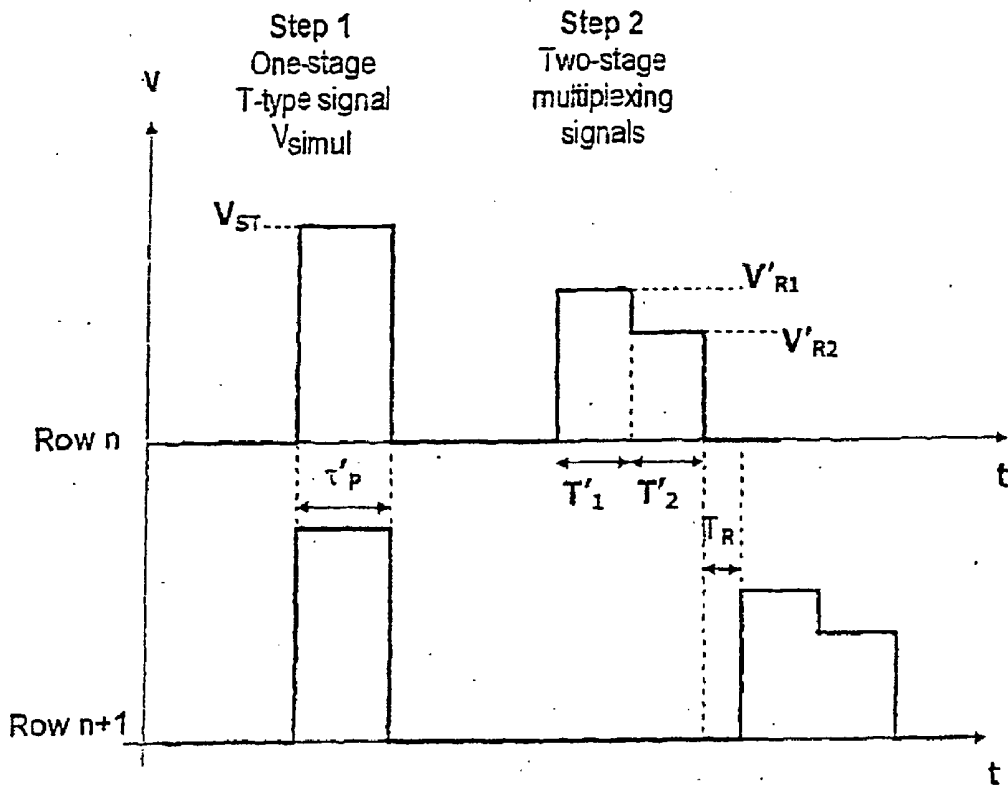 Step 1
One-stage
T-type signal
Vsimul
Step 2
Two-stage
multiplexing
signals
V
VST
V'R1
V'R2
Row n
t
τ'P
T'1
T'2
TR
Row n+1
t